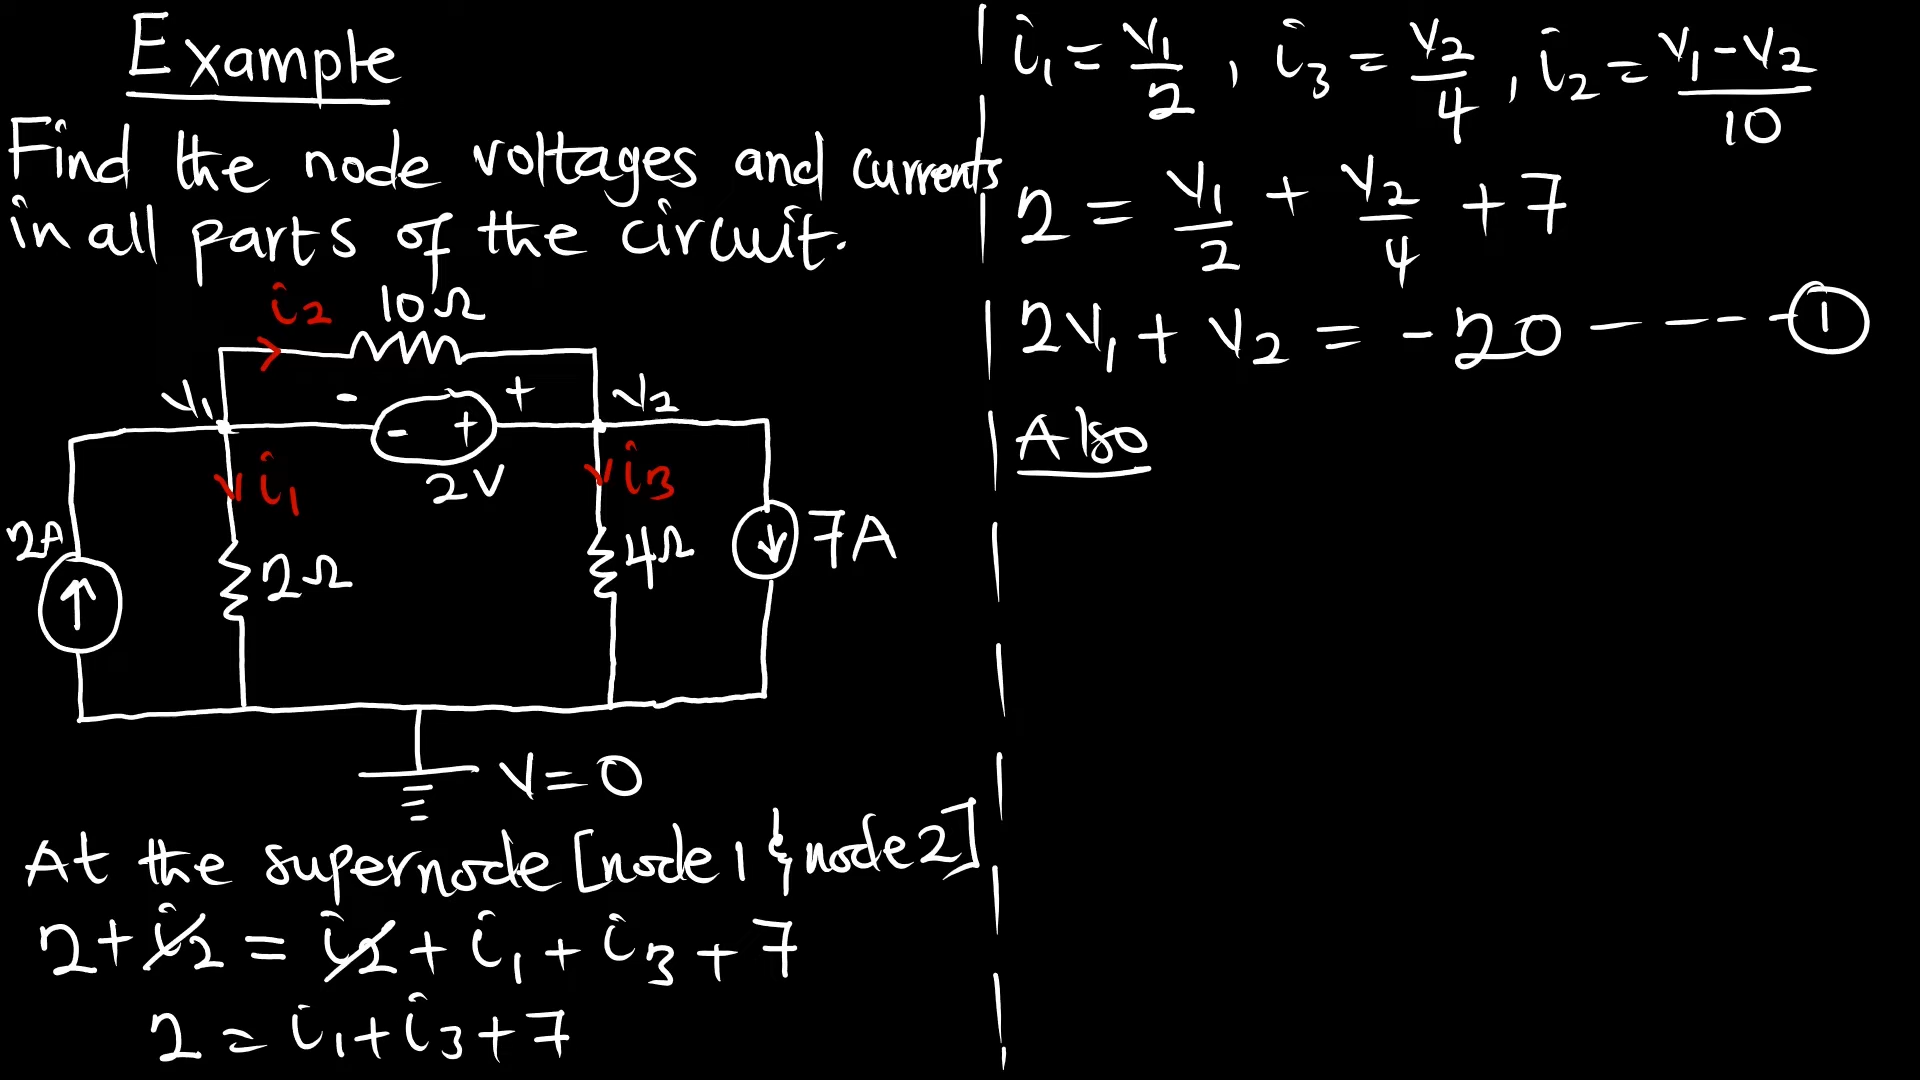 Example
Find the node voltages and currents
in all parts of the circuit.
i₂ 10Ω
V₁ - + V₂
- +
i₁ 2V i₃
2A 2Ω 4Ω 7A
V=0
At the supernode [node 1 & node 2]
2+i₂ = i₂+i₁+i₃+7
2 = i₁+i₃+7
i₁ = V₁/2 , i₃ = V₂/4 , i₂ = V₁-V₂/10
2 = V₁/2 + V₂/4 + 7
2V₁ + V₂ = -20 ---- ①
Also